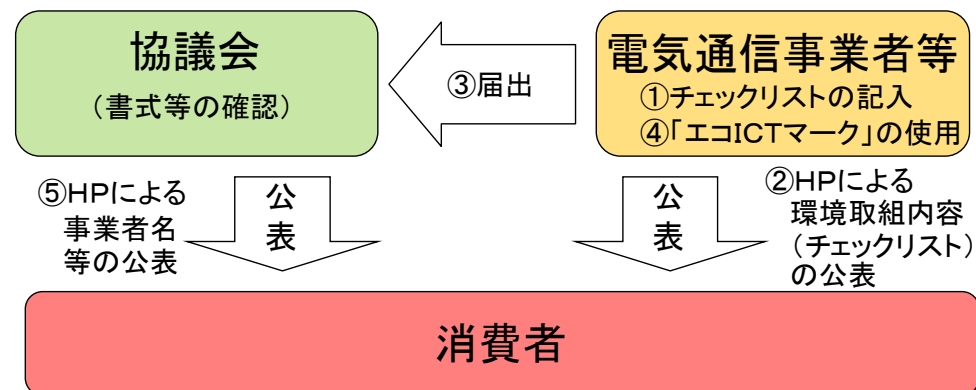 協議会
（書式等の確認）
③届出
電気通信事業者等
①チェックリストの記入
④「エコＩＣＴマーク」の使用
⑤ＨＰによる
事業者名
等の公表
公
表
公
表
②ＨＰによる
環境取組内容
（チェックリスト）
の公表
消費者